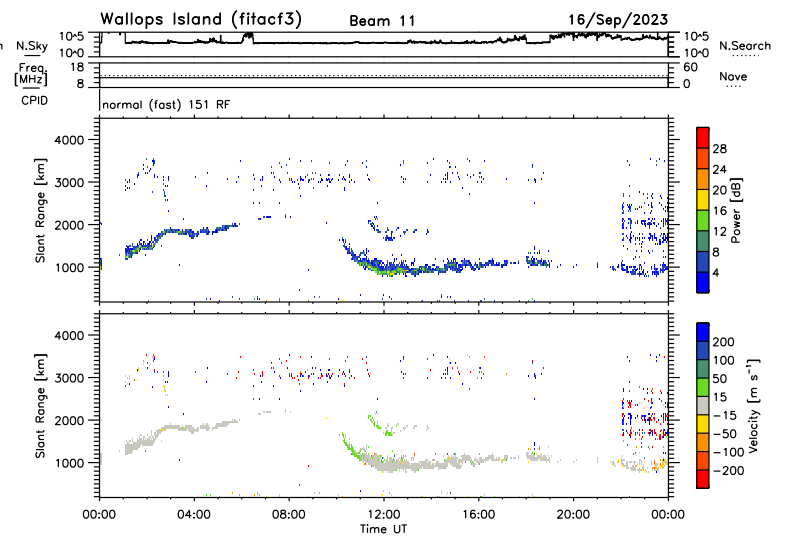 Wallops Island (fitacf3) Beam 11 16/Sep/2023
n N.Sky 10^5 10^5 N.Search
10^0 10^0
Freq. 18 60 Nave
[MHz] 8 0
CPID normal (fast) 151 RF
Slant Range [km]
4000
3000
2000
1000
28
24
20
16
12
8
4
Power [dB]
Slant Range [km]
4000
3000
2000
1000
200
100
50
15
-15
-50
-100
-200
Velocity [m s⁻¹]
00:00 04:00 08:00 12:00 16:00 20:00 00:00
Time UT